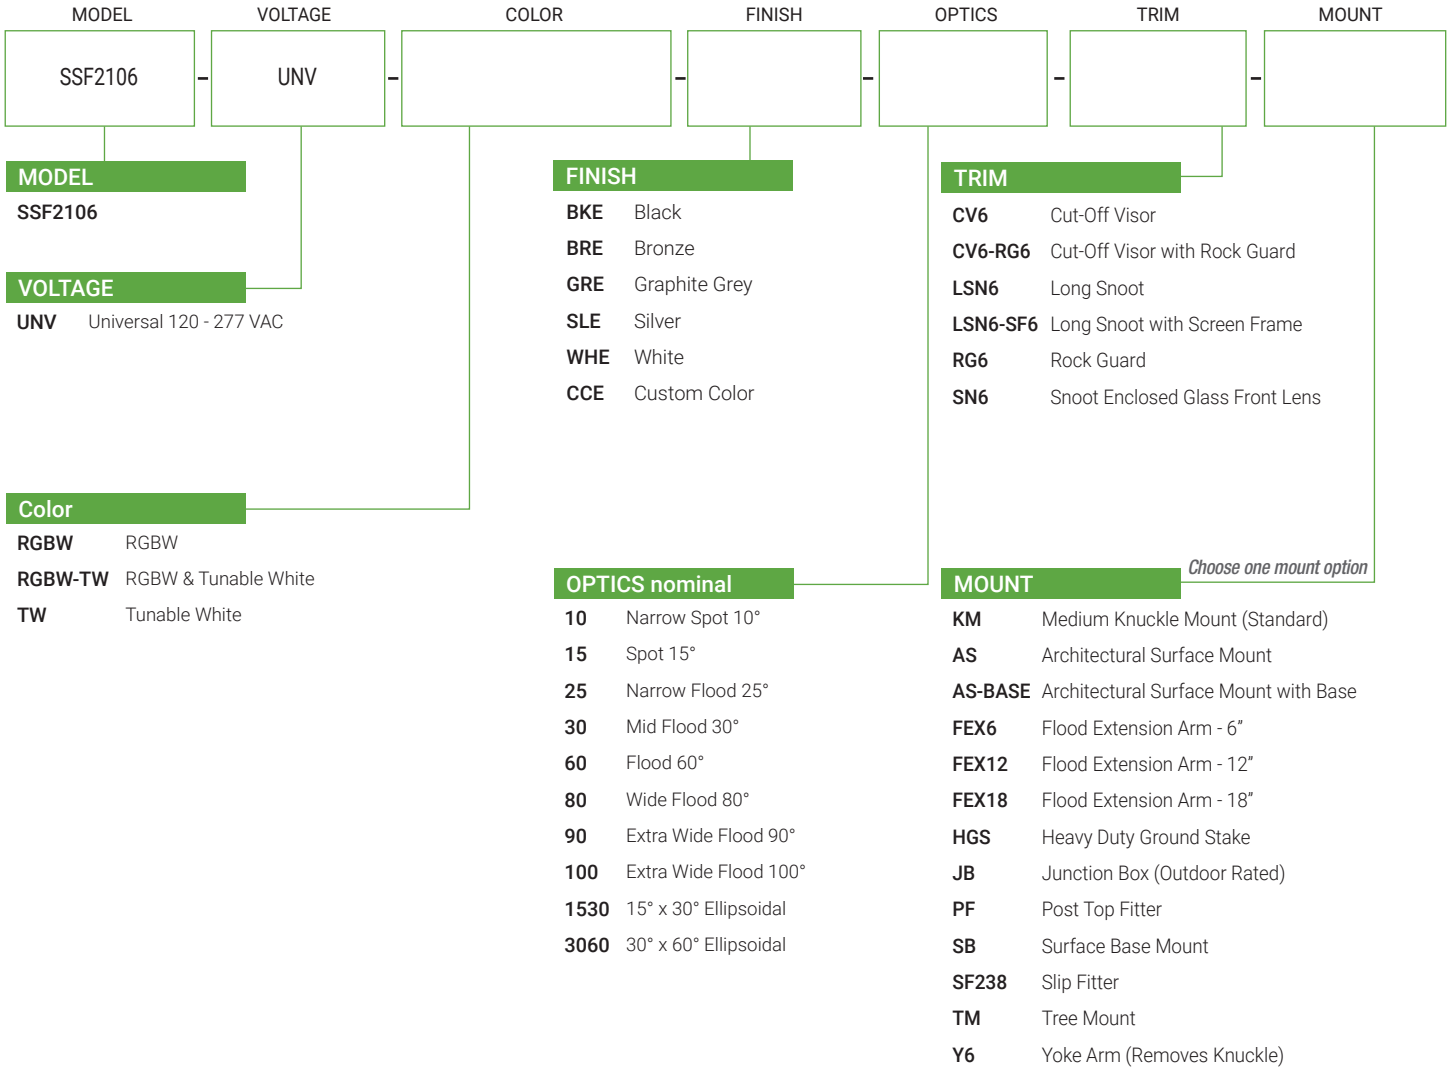 MODEL VOLTAGE COLOR FINISH OPTICS TRIM MOUNT
SSF2106 - UNV - - - - -
MODEL
SSF2106
VOLTAGE
UNV Universal 120 - 277 VAC
Color
RGBW RGBW
RGBW-TW RGBW & Tunable White
TW Tunable White
FINISH
BKE Black
BRE Bronze
GRE Graphite Grey
SLE Silver
WHE White
CCE Custom Color
OPTICS nominal
10 Narrow Spot 10°
15 Spot 15°
25 Narrow Flood 25°
30 Mid Flood 30°
60 Flood 60°
80 Wide Flood 80°
90 Extra Wide Flood 90°
100 Extra Wide Flood 100°
1530 15° x 30° Ellipsoidal
3060 30° x 60° Ellipsoidal
TRIM
CV6 Cut-Off Visor
CV6-RG6 Cut-Off Visor with Rock Guard
LSN6 Long Snoot
LSN6-SF6 Long Snoot with Screen Frame
RG6 Rock Guard
SN6 Snoot Enclosed Glass Front Lens
Choose one mount option
MOUNT
KM Medium Knuckle Mount (Standard)
AS Architectural Surface Mount
AS-BASE Architectural Surface Mount with Base
FEX6 Flood Extension Arm - 6”
FEX12 Flood Extension Arm - 12”
FEX18 Flood Extension Arm - 18”
HGS Heavy Duty Ground Stake
JB Junction Box (Outdoor Rated)
PF Post Top Fitter
SB Surface Base Mount
SF238 Slip Fitter
TM Tree Mount
Y6 Yoke Arm (Removes Knuckle)